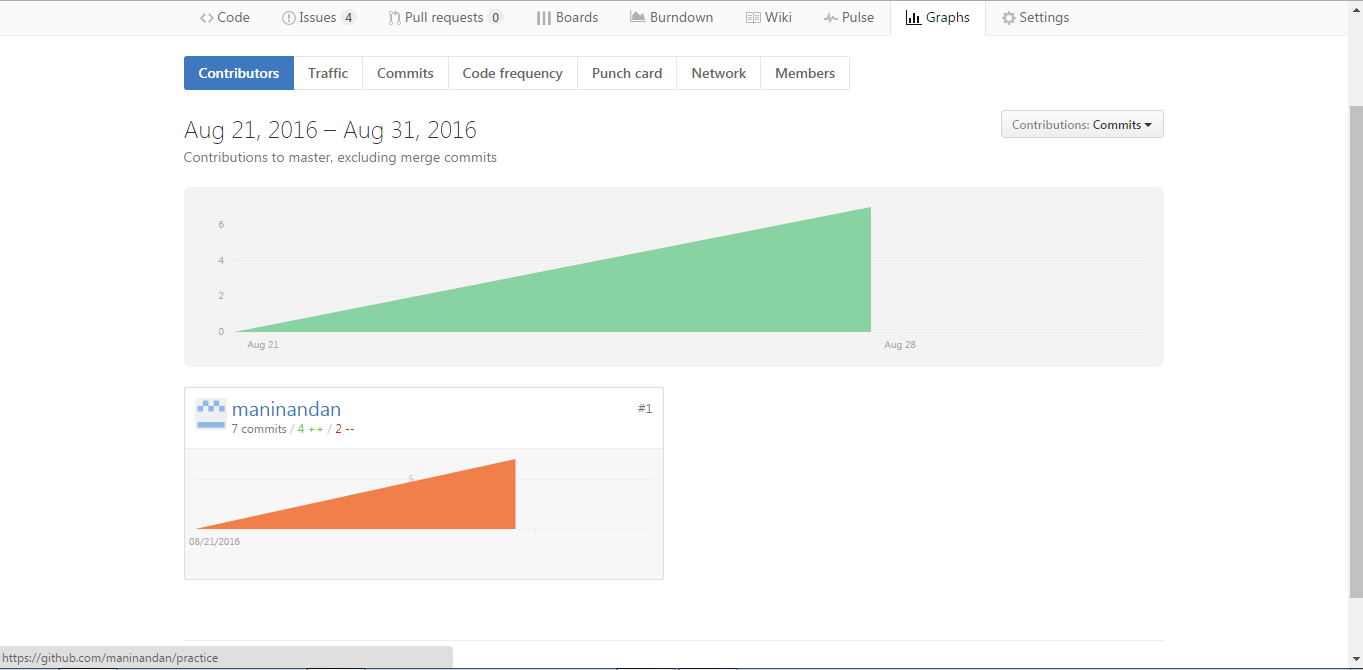 Code Issues 4 Pull requests 0 Boards Burndown Wiki Pulse Graphs Settings
Contributors Traffic Commits Code frequency Punch card Network Members
Aug 21, 2016 – Aug 31, 2016
Contributions: Commits
Contributions to master, excluding merge commits
6
4
2
0
Aug 21 Aug 28
maninandan #1
7 commits / 4 ++ / 2 --
5
08/21/2016
https://github.com/maninandan/practice